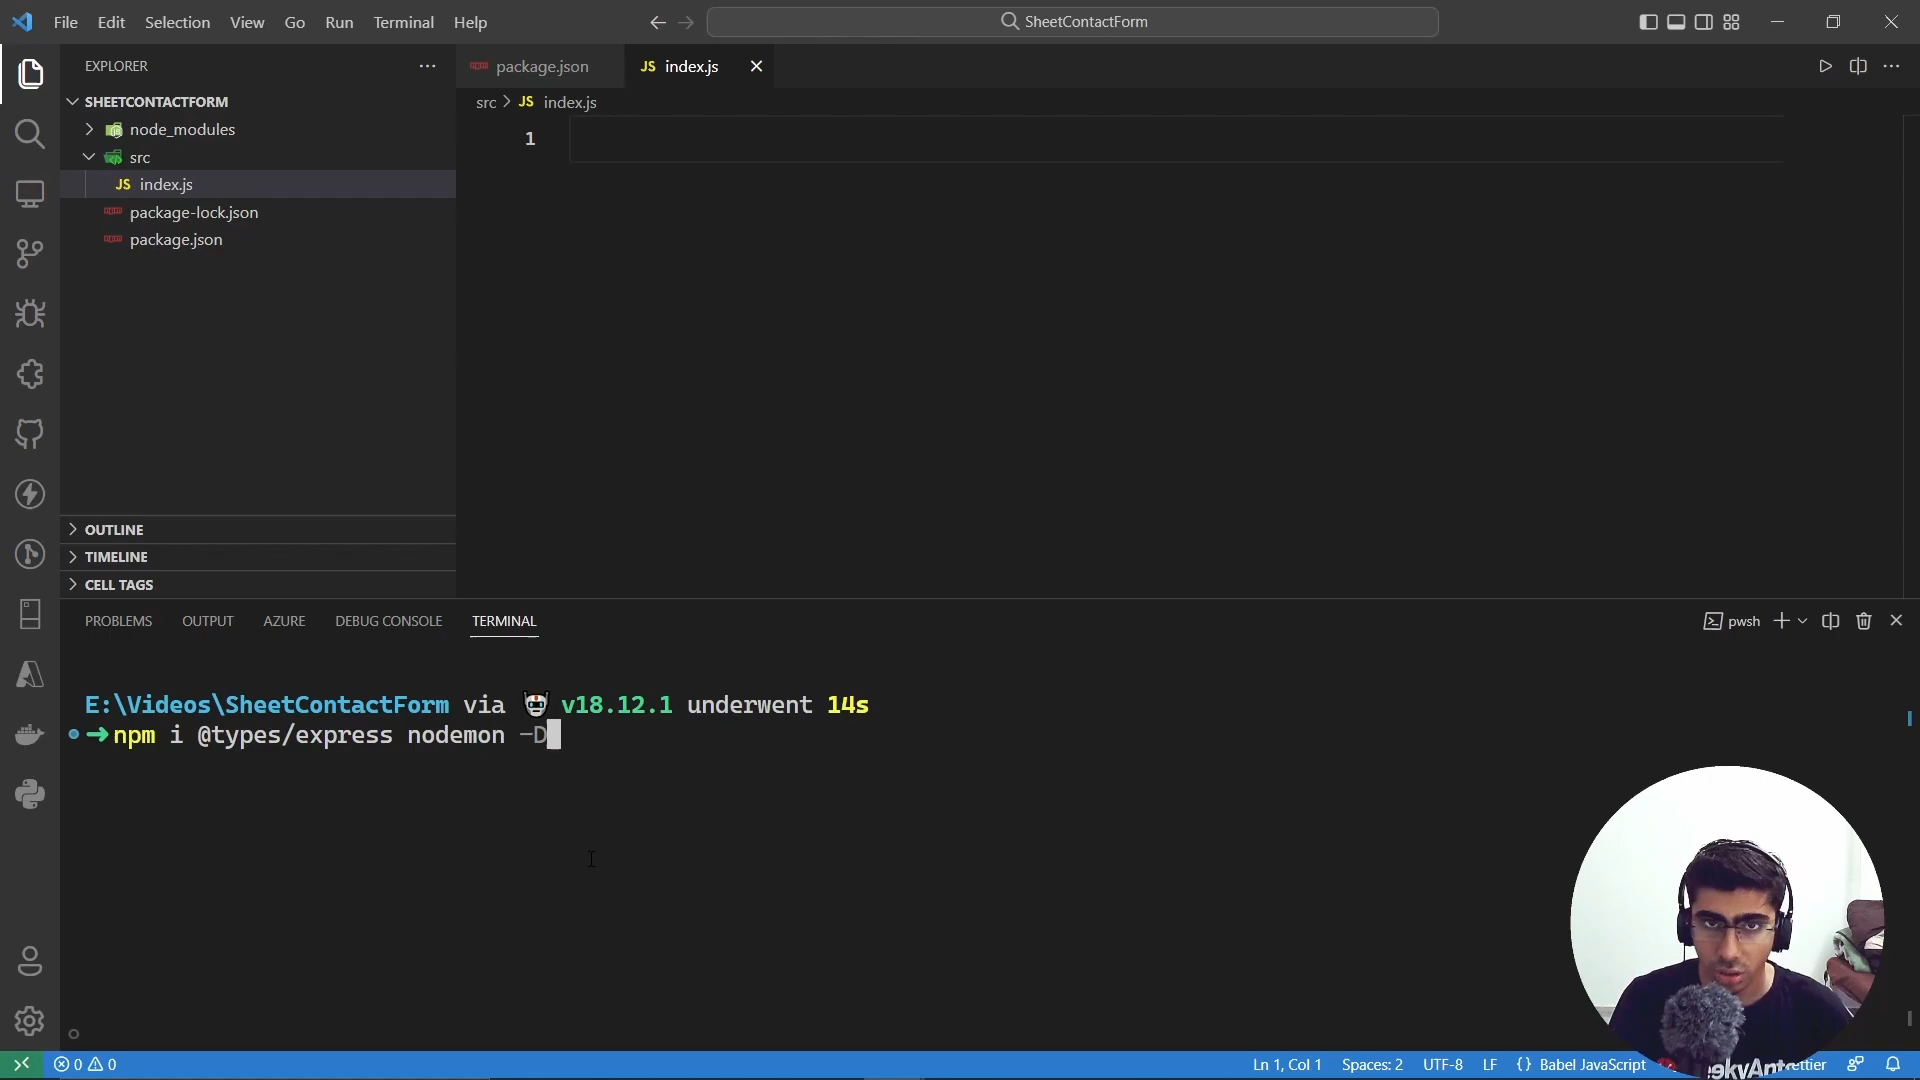 File Edit Selection View Go Run Terminal Help
SheetContactForm
EXPLORER
package.json
JS index.js
SHEETCONTACTFORM
src JS index.js
node_modules
1
src
JS index.js
package-lock.json
package.json
OUTLINE
TIMELINE
CELL TAGS
PROBLEMS OUTPUT AZURE DEBUG CONSOLE TERMINAL
pwsh
E:\Videos\SheetContactForm via v18.12.1 underwent 14s
npm i @types/express nodemon -D
0 0
Ln 1, Col 1 Spaces: 2 UTF-8 LF {} Babel JavaScript